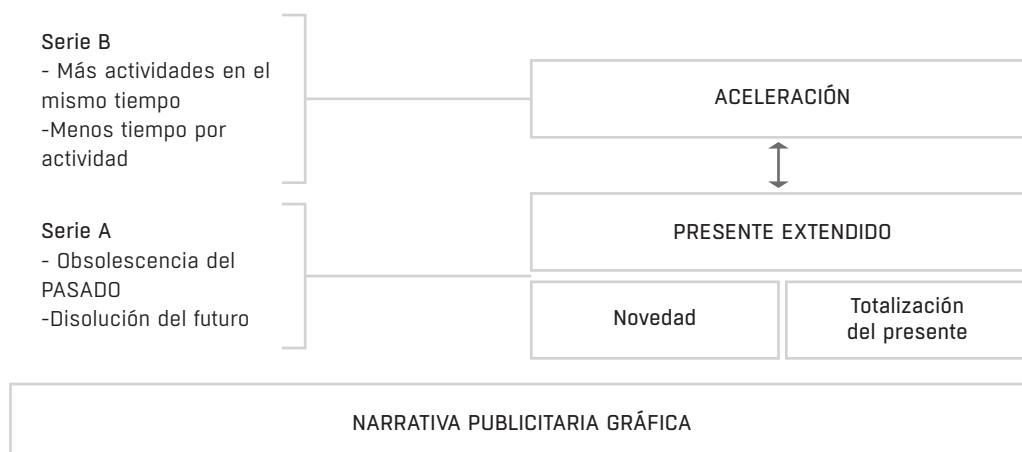 Serie B
- Más actividades en el
mismo tiempo
-Menos tiempo por
actividad
ACELERACIÓN
Serie A
- Obsolescencia del
PASADO
-Disolución del futuro
PRESENTE EXTENDIDO
Novedad
Totalización
del presente
NARRATIVA PUBLICITARIA GRÁFICA